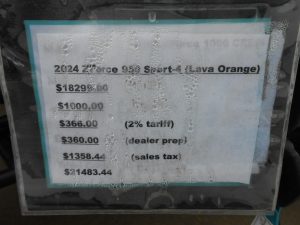 2024 ZForce 950 Sport-4 (Lava Orange)
$18299.00
$1000.00
$366.00 (2% tariff)
$360.00 (dealer prep)
$1358.44 (sales tax)
$21483.44